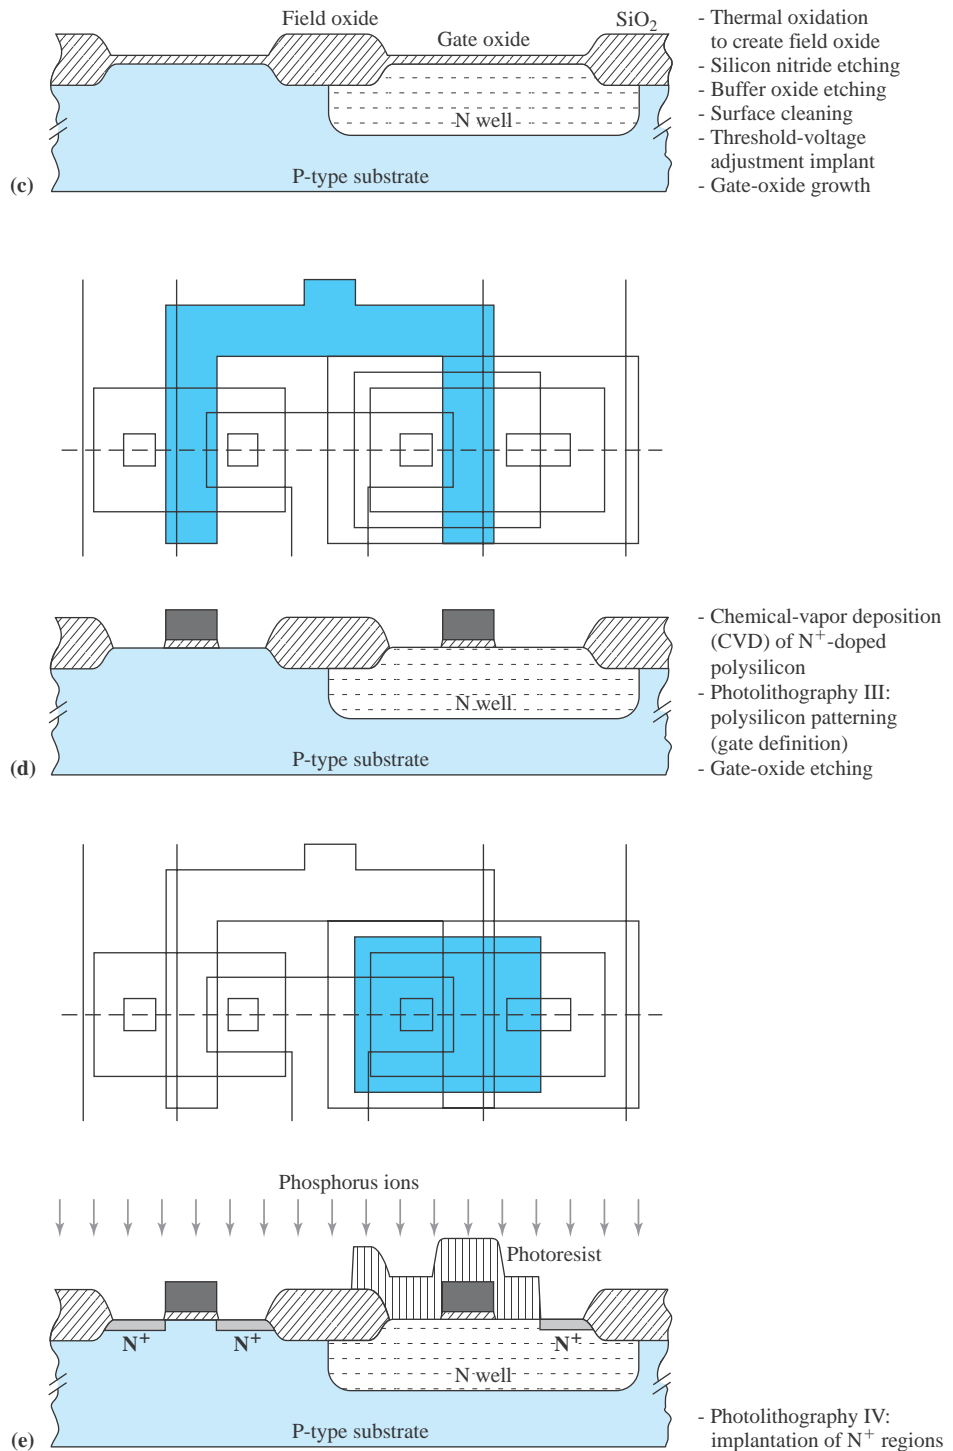 Field oxide
Gate oxide
SiO2
N well
P-type substrate
(c)
- Thermal oxidation
to create field oxide
- Silicon nitride etching
- Buffer oxide etching
- Surface cleaning
- Threshold-voltage
adjustment implant
- Gate-oxide growth
N well
P-type substrate
(d)
- Chemical-vapor deposition
(CVD) of N+-doped
polysilicon
- Photolithography III:
polysilicon patterning
(gate definition)
- Gate-oxide etching
Phosphorus ions
Photoresist
N+
N+
N+
N well
P-type substrate
(e)
- Photolithography IV:
implantation of N+ regions